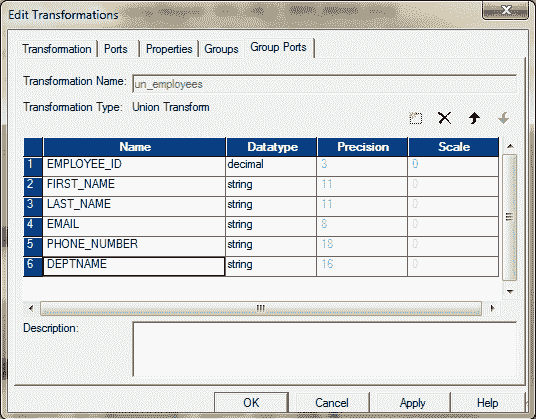 Edit Transformations
Transformation Ports Properties Groups Group Ports
Transformation Name: un_employees
Transformation Type: Union Transform
Name Datatype Precision Scale
1 EMPLOYEE_ID decimal 3 0
2 FIRST_NAME string 11 0
3 LAST_NAME string 11 0
4 EMAIL string 8 0
5 PHONE_NUMBER string 18 0
6 DEPTNAME string 16 0
Description:
OK Cancel Apply Help